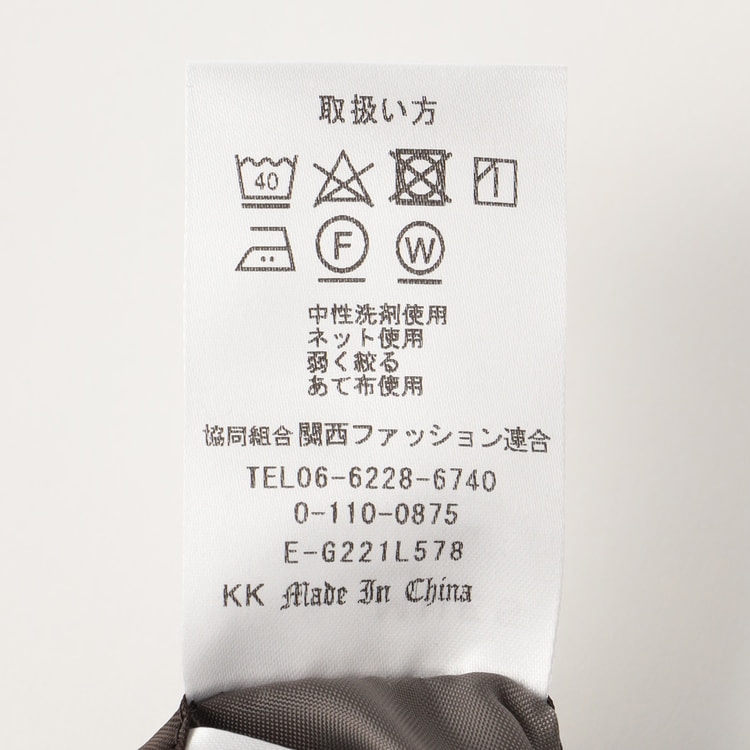 取扱い方
40
F W
中性洗剤使用
ネット使用
弱く絞る
あて布使用
協同組合関西ファッション連合
TEL06-6228-6740
0-110-0875
E-G221L578
KK Made In China